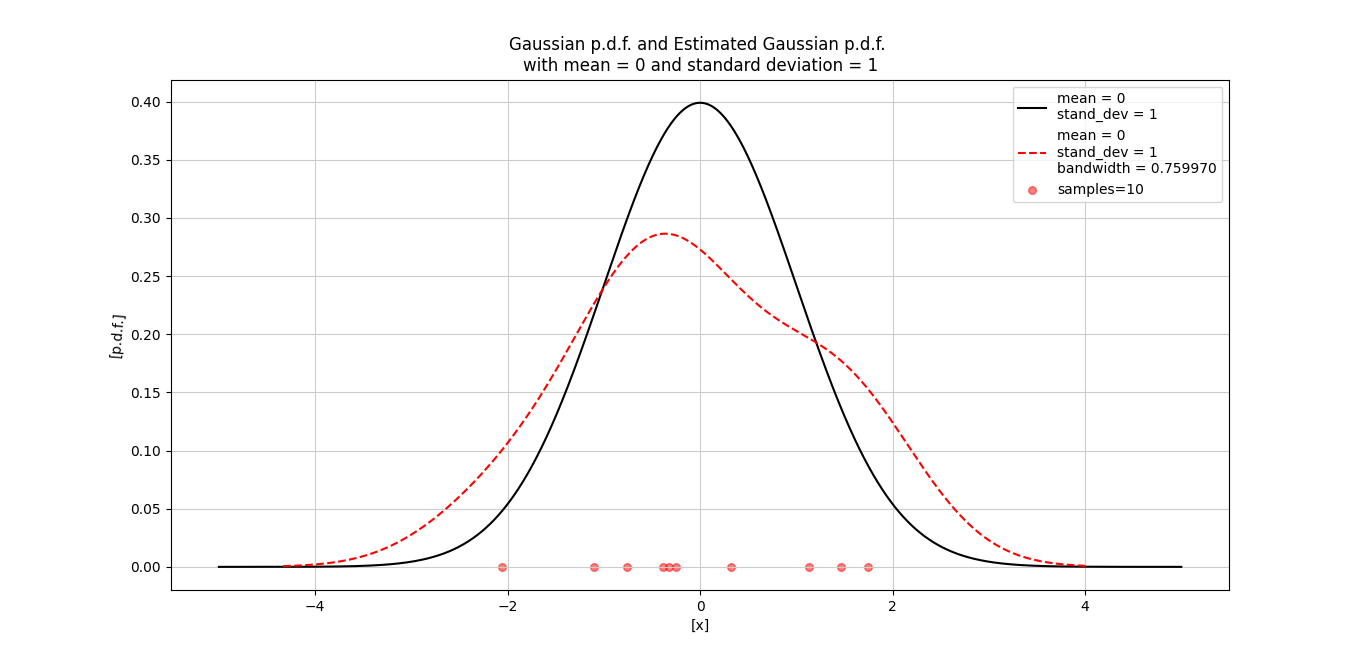 Gaussian p.d.f. and Estimated Gaussian p.d.f.
with mean = 0 and standard deviation = 1
mean = 0
stand_dev = 1
mean = 0
stand_dev = 1
bandwidth = 0.759970
samples=10
[p.d.f.]
0.40
0.35
0.30
0.25
0.20
0.15
0.10
0.05
0.00
−4
−2
0
2
4
[x]